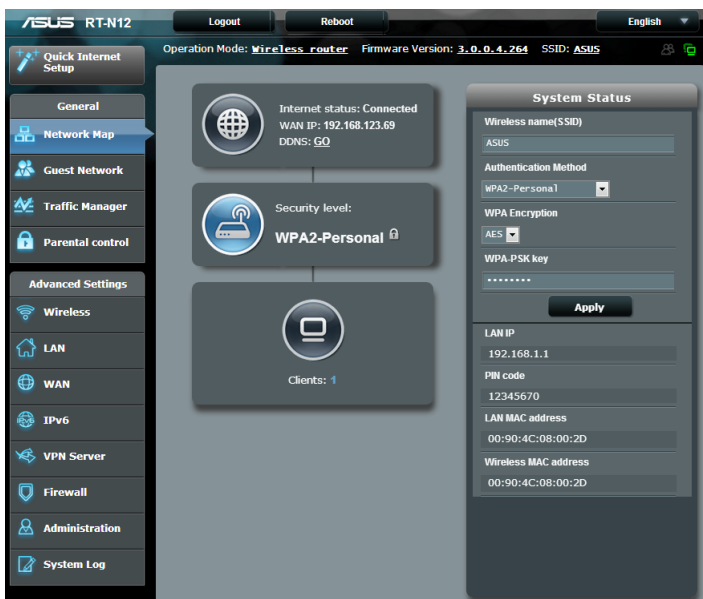 ASUS RT-N12
Logout
Reboot
English
Quick Internet
Setup
Operation Mode: Wireless router Firmware Version: 3.0.0.4.264 SSID: ASUS
General
Network Map
Guest Network
Traffic Manager
Parental control
Advanced Settings
Wireless
LAN
WAN
IPv6
IPv6
VPN Server
Firewall
Administration
System Log
Internet status: Connected
WAN IP: 192.168.123.69
DDNS: GO
Security level:
WPA2-Personal
Clients: 1
System Status
Wireless name(SSID)
ASUS
Authentication Method
WPA2-Personal
WPA Encryption
AES
WPA-PSK key
••••••••
Apply
LAN IP
192.168.1.1
PIN code
12345670
LAN MAC address
00:90:4C:08:00:2D
Wireless MAC address
00:90:4C:08:00:2D